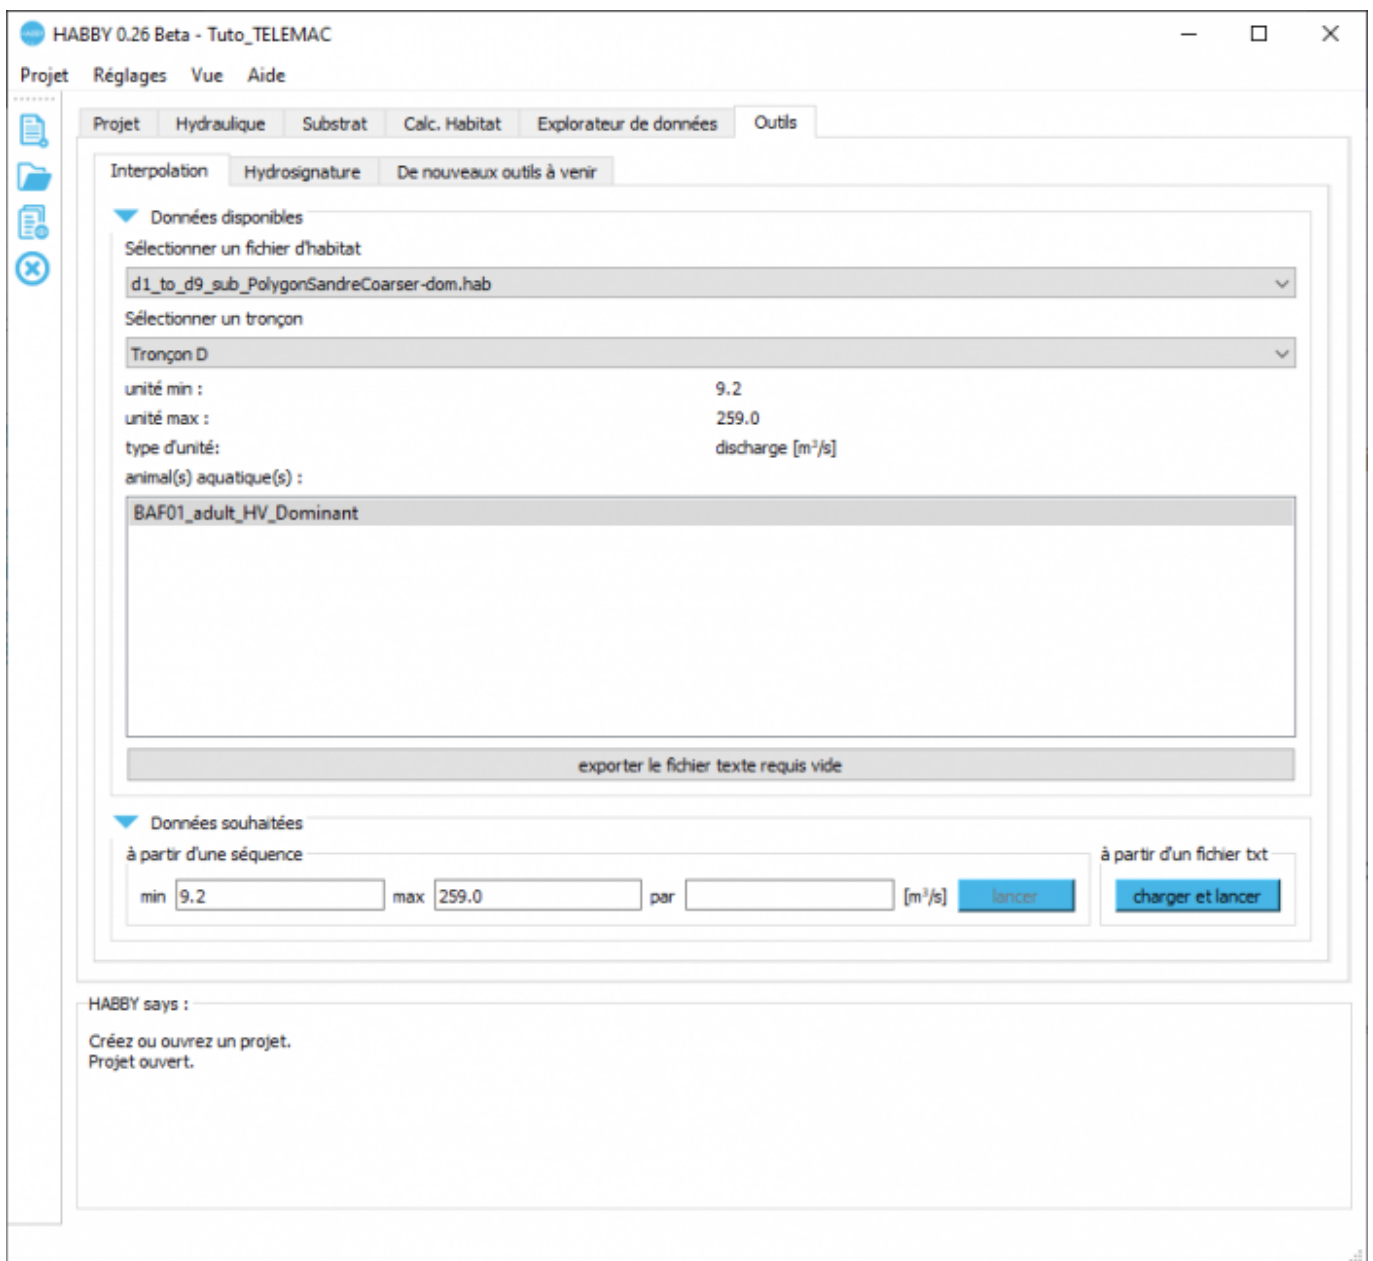 HABBY 0.26 Beta - Tuto_TELEMAC
Projet Réglages Vue Aide
Projet Hydraulique Substrat Calc. Habitat Explorateur de données Outils
Interpolation Hydrosignature De nouveaux outils à venir
Données disponibles
Sélectionner un fichier d'habitat
d1_to_d9_sub_PolygonSandreCoarser-dom.hab
Sélectionner un tronçon
Tronçon D
unité min : 9.2
unité max : 259.0
type d'unité: discharge [m³/s]
animal(s) aquatique(s) :
BAF01_adult_HV_Dominant
exporter le fichier texte requis vide
Données souhaitées
à partir d'une séquence à partir d'un fichier txt
min 9.2 max 259.0 par [m³/s] lancer charger et lancer
HABBY says :
Créez ou ouvrez un projet.
Projet ouvert.